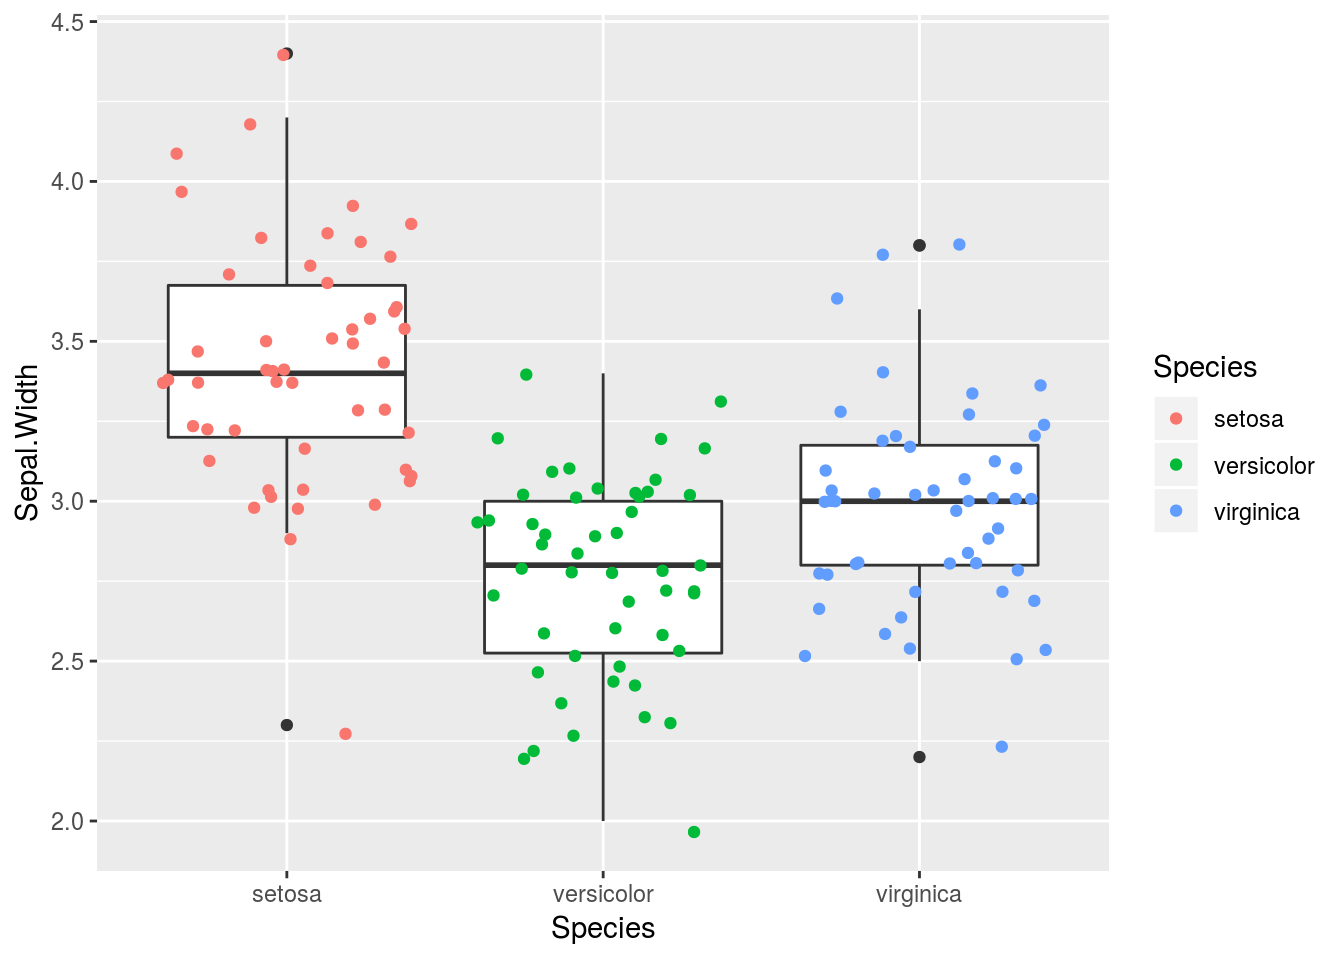 4.5
4.0
3.5
3.0
2.5
2.0
Sepal.Width
setosa
versicolor
virginica
Species
Species
setosa
versicolor
virginica